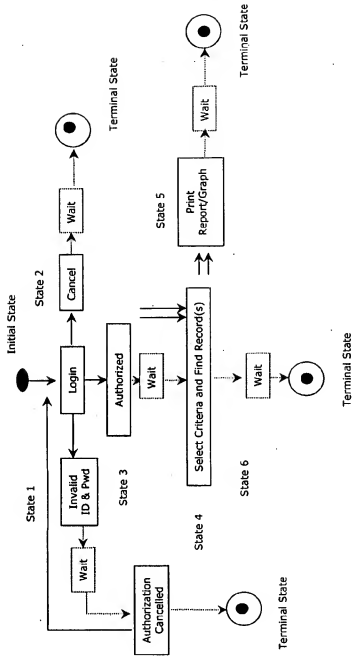 Initial State
State 1
Login
State 2
Cancel
Wait
Terminal State
Invalid
ID & Pwd
State 3
Authorized
Wait
Wait
State 4
Select Critena and Find Record(s)
State 5
Print
Report/Graph
Wait
Terminal State
Authorization
Cancelled
State 6
Wait
Terminal State
Terminal State